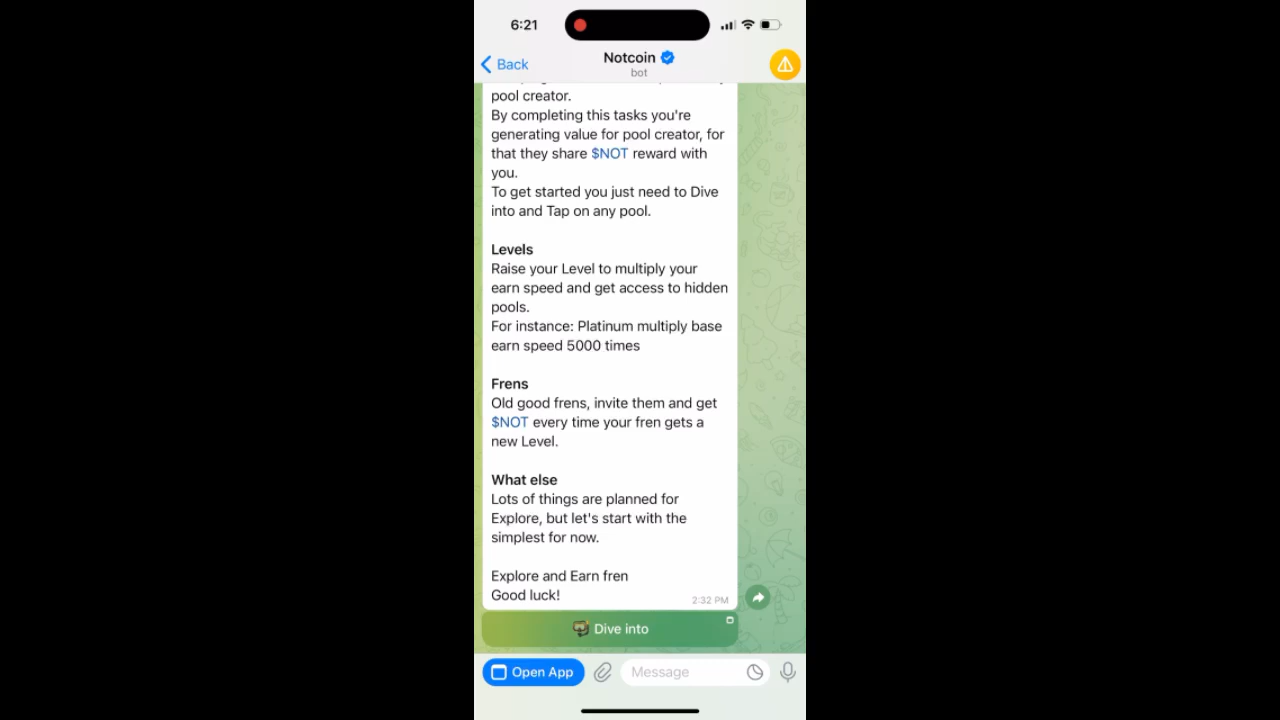 6:21
Back
Notcoin
bot
pool creator.
By completing this tasks you're
generating value for pool creator, for
that they share $NOT reward with
you.
To get started you just need to Dive
into and Tap on any pool.
Levels
Raise your Level to multiply your
earn speed and get access to hidden
pools.
For instance: Platinum multiply base
earn speed 5000 times
Frens
Old good frens, invite them and get
$NOT every time your fren gets a
new Level.
What else
Lots of things are planned for
Explore, but let's start with the
simplest for now.
Explore and Earn fren
Good luck!
2:32 PM
Dive into
Open App
Message